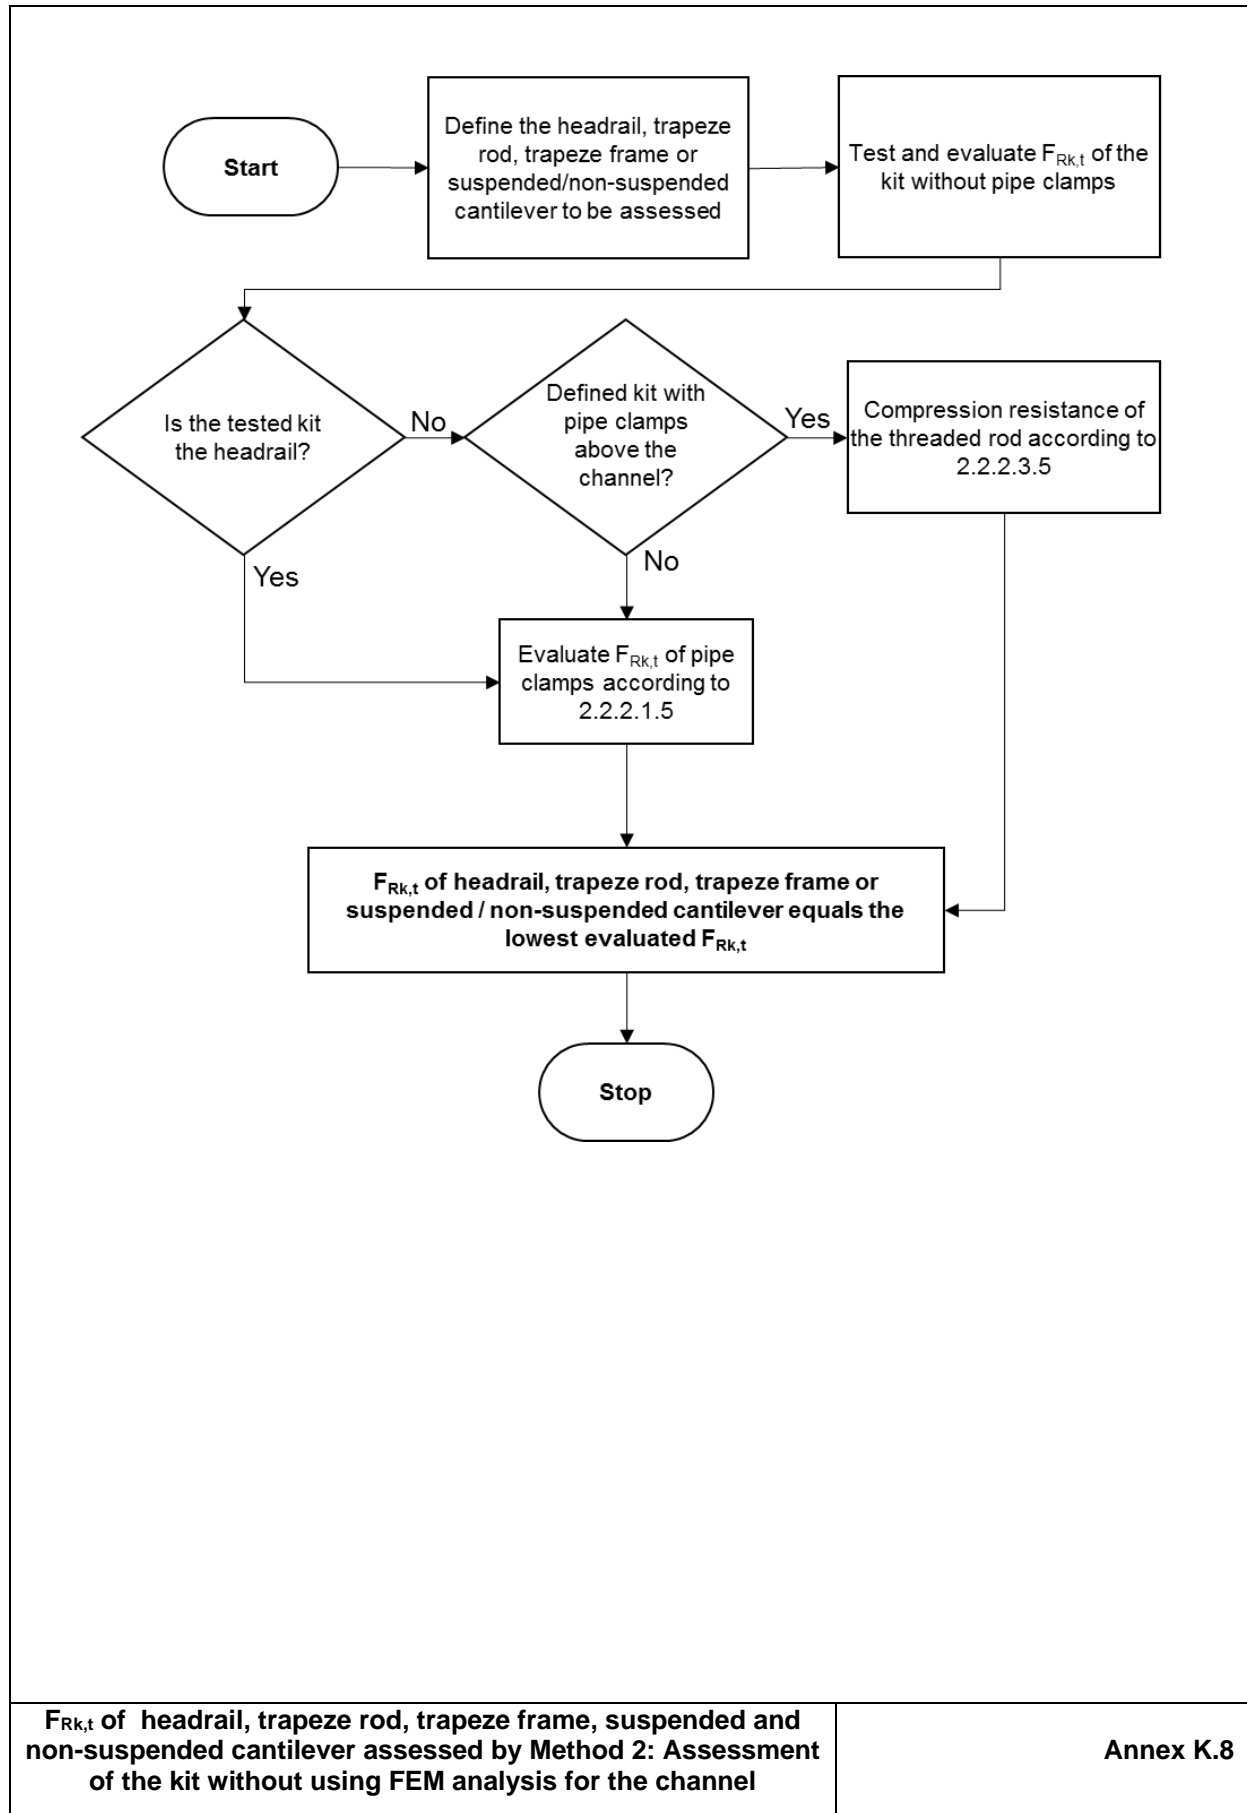 Start
Define the headrail, trapeze
rod, trapeze frame or
suspended/non-suspended
cantilever to be assessed
Test and evaluate FRk,t of the
kit without pipe clamps
Is the tested kit
the headrail?
No
Defined kit with
pipe clamps
above the
channel?
Yes
Compression resistance of
the threaded rod according to
2.2.2.3.5
Yes
No
Evaluate FRk,t of pipe
clamps according to
2.2.2.1.5
FRk,t of headrail, trapeze rod, trapeze frame or
suspended / non-suspended cantilever equals the
lowest evaluated FRk,t
Stop
FRk,t of headrail, trapeze rod, trapeze frame, suspended and
non-suspended cantilever assessed by Method 2: Assessment
of the kit without using FEM analysis for the channel
Annex K.8